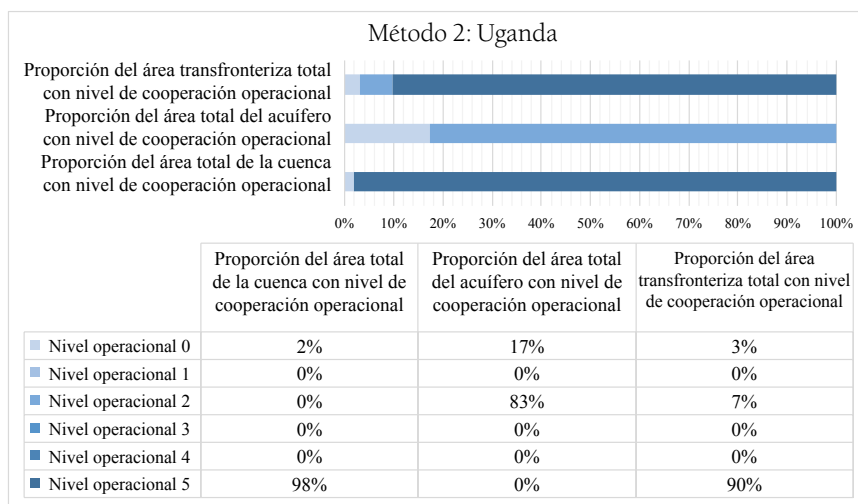 Método 2: Uganda
Proporción del área transfronteriza total
con nivel de cooperación operacional
Proporción del área total del acuífero
con nivel de cooperación operacional
Proporción del área total de la cuenca
con nivel de cooperación operacional
0% 10% 20% 30% 40% 50% 60% 70% 80% 90% 100%
Proporción del área total
de la cuenca con nivel de
cooperación operacional
Proporción del área total
del acuífero con nivel de
cooperación operacional
Proporción del área
transfronteriza total con nivel
de cooperación operacional
Nivel operacional 0 2% 17% 3%
Nivel operacional 1 0% 0% 0%
Nivel operacional 2 0% 83% 7%
Nivel operacional 3 0% 0% 0%
Nivel operacional 4 0% 0% 0%
Nivel operacional 5 98% 0% 90%